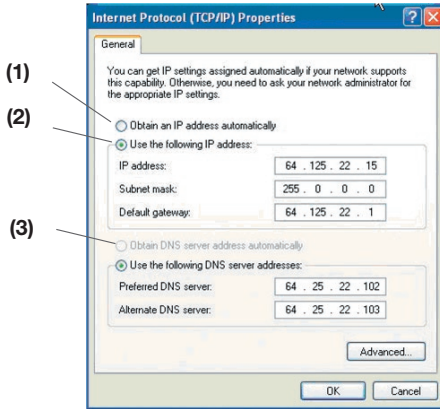 Internet Protocol (TCP/IP) Properties
General
You can get IP settings assigned automatically if your network supports
this capability. Otherwise, you need to ask your network administrator for
the appropriate IP settings.
(1)
Obtain an IP address automatically
(2)
Use the following IP address:
IP address: 64 . 125 . 22 . 15
Subnet mask: 255 . 0 . 0 . 0
Default gateway: 64 . 125 . 22 . 1
(3)
Obtain DNS server address automatically
Use the following DNS server addresses:
Preferred DNS server: 64 . 25 . 22 . 102
Alternate DNS server: 64 . 25 . 22 . 103
Advanced...
OK Cancel